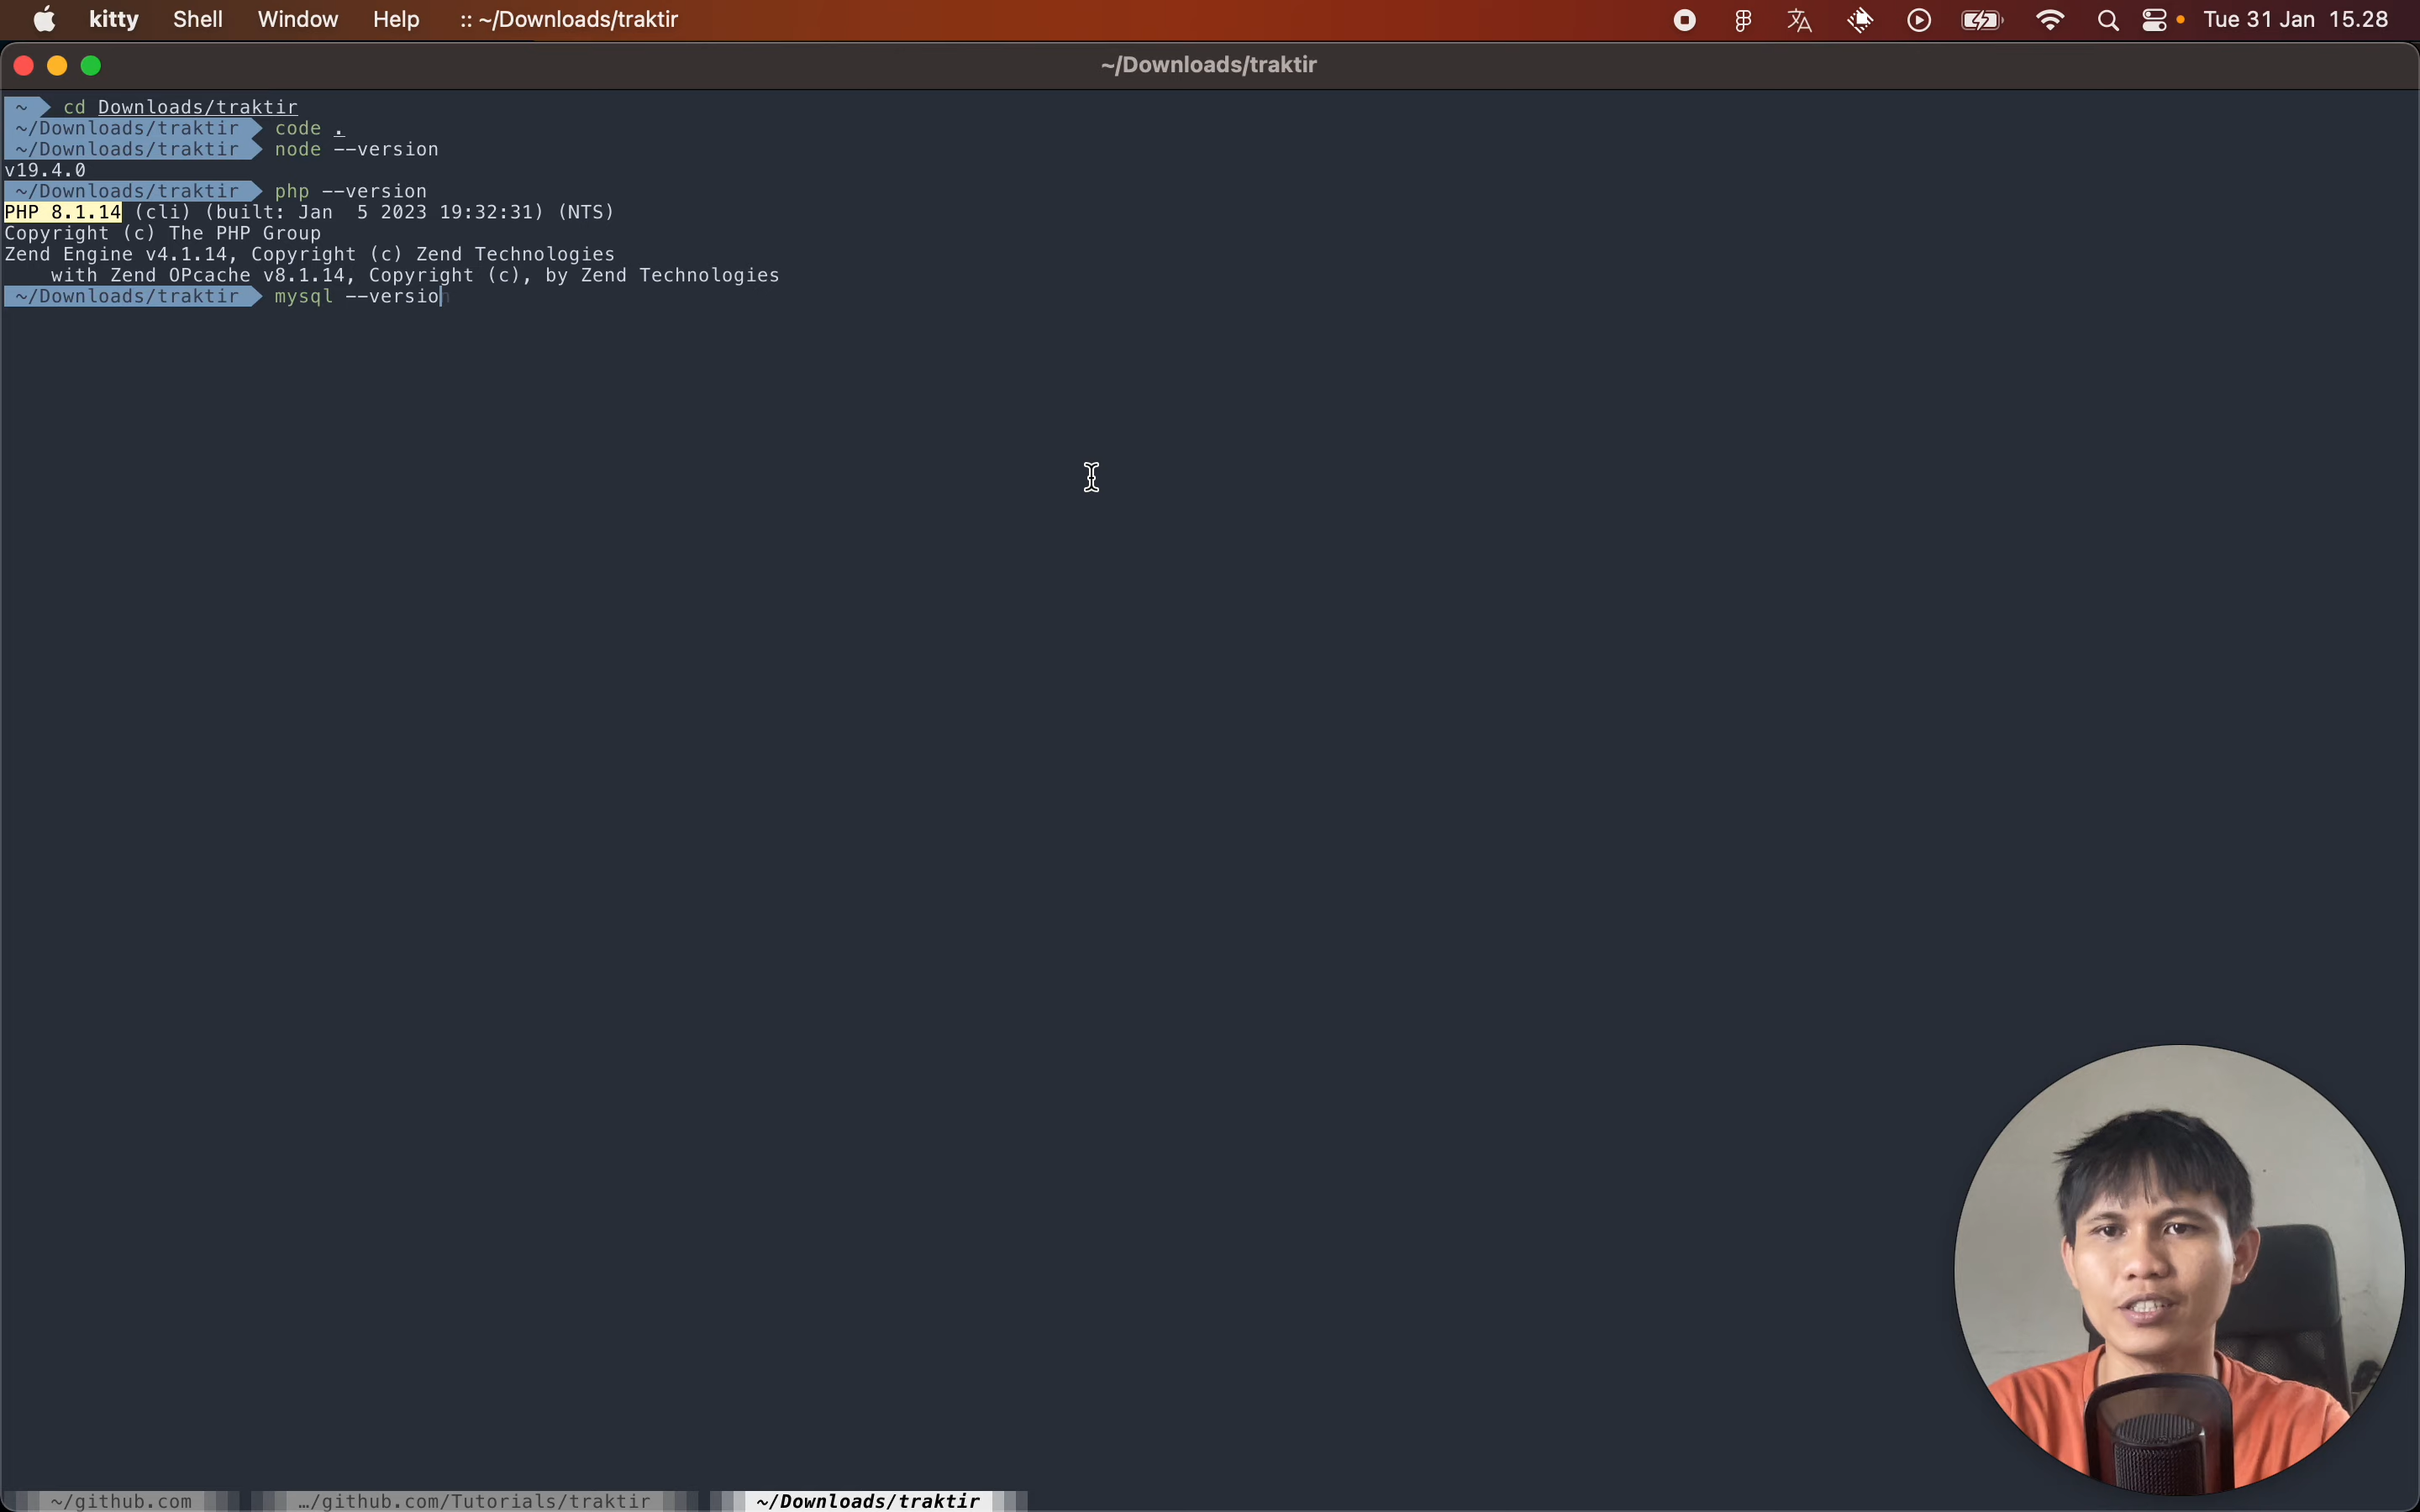 kitty Shell Window Help :: ~/Downloads/traktir Tue 31 Jan 15.28
~/Downloads/traktir
~ cd Downloads/traktir
~/Downloads/traktir code .
~/Downloads/traktir node --version
v19.4.0
~/Downloads/traktir php --version
PHP 8.1.14 (cli) (built: Jan  5 2023 19:32:31) (NTS)
Copyright (c) The PHP Group
Zend Engine v4.1.14, Copyright (c) Zend Technologies
    with Zend OPcache v8.1.14, Copyright (c), by Zend Technologies
~/Downloads/traktir mysql --version
~/github.com …/github.com/Tutorials/traktir ~/Downloads/traktir